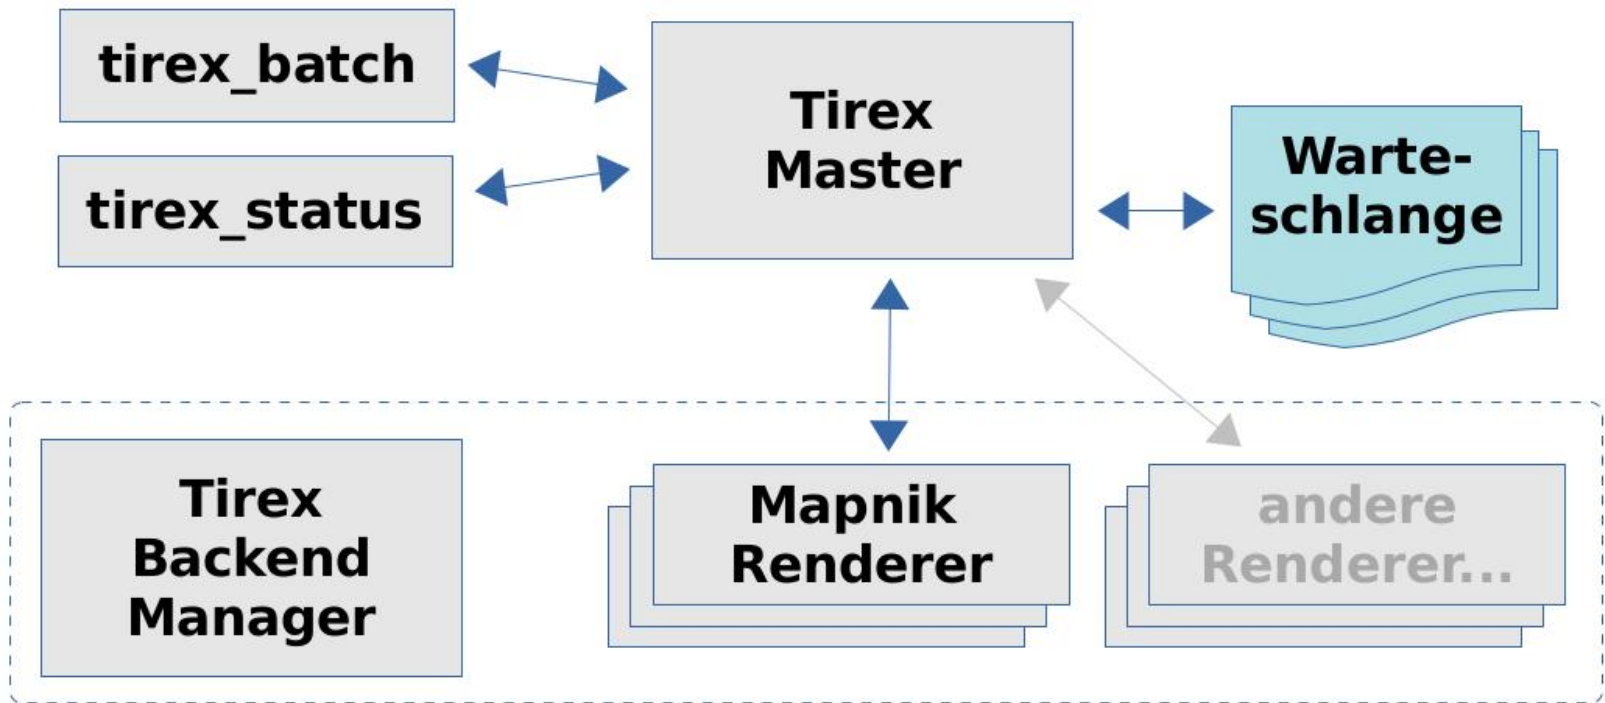 tirex_batch
tirex_status
Tirex
Master
Warte-
schlange
Tirex
Backend
Manager
Mapnik
Renderer
andere
Renderer...